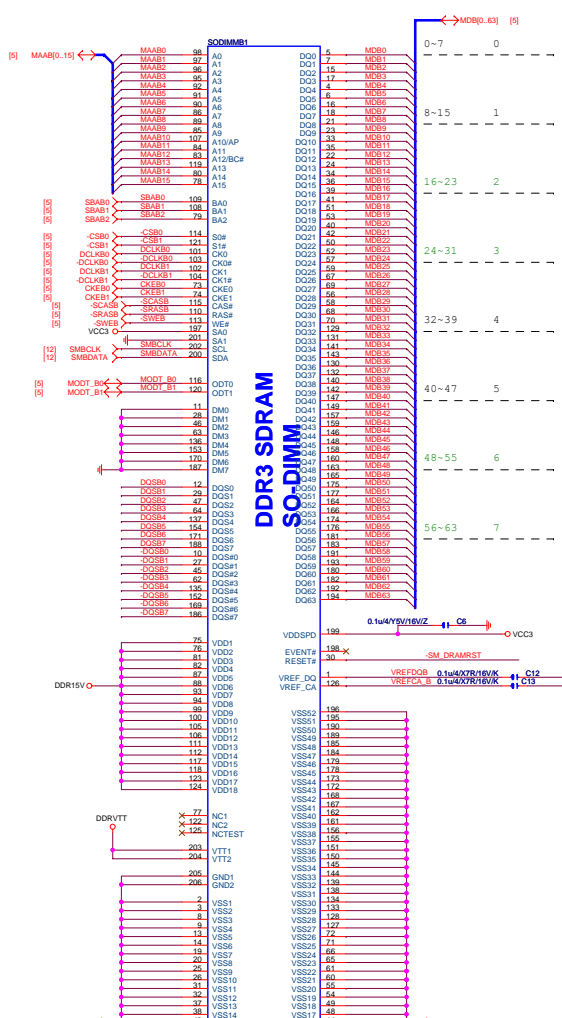 SODIMMB1
[5] MAAB[0..15]
MAAB0 98 A0
MAAB1 97 A1
MAAB2 96 A2
MAAB3 95 A3
MAAB4 92 A4
MAAB5 91 A5
MAAB6 90 A6
MAAB7 86 A7
MAAB8 89 A8
MAAB9 85 A9
MAAB10 107 A10/AP
MAAB11 84 A11
MAAB12 83 A12/BC#
MAAB13 119 A13
MAAB14 80 A14
MAAB15 78 A15
[5] SBAB0 SBAB0 109 BA0
[5] SBAB1 SBAB1 108 BA1
[5] SBAB2 SBAB2 79 BA2
[5] -CSB0 -CSB0 114 S0#
[5] -CSB1 -CSB1 121 S1#
[5] DCLKB0 DCLKB0 101 CK0
[5] -DCLKB0 -DCLKB0 103 CK0#
[5] DCLKB1 DCLKB1 102 CK1
[5] -DCLKB1 -DCLKB1 104 CK1#
[5] CKEB0 CKEB0 73 CKE0
[5] CKEB1 CKEB1 74 CKE1
[5] -SCASB -SCASB 115 CAS#
[5] -SRASB -SRASB 110 RAS#
[5] -SWEB -SWEB 113 WE#
VCC3 197 SA0
201 SA1
[12] SMBCLK SMBCLK 202 SCL
[12] SMBDATA SMBDATA 200 SDA
[5] MODT_B0 MODT_B0 116 ODT0
[5] MODT_B1 MODT_B1 120 ODT1
11 DM0
28 DM1
46 DM2
63 DM3
136 DM4
153 DM5
170 DM6
187 DM7
DQSB0 12 DQS0
DQSB1 29 DQS1
DQSB2 47 DQS2
DQSB3 64 DQS3
DQSB4 137 DQS4
DQSB5 154 DQS5
DQSB6 171 DQS6
DQSB7 188 DQS7
-DQSB0 10 DQS#0
-DQSB1 27 DQS#1
-DQSB2 45 DQS#2
-DQSB3 62 DQS#3
-DQSB4 135 DQS#4
-DQSB5 152 DQS#5
-DQSB6 169 DQS#6
-DQSB7 186 DQS#7
DDR15V
75 VDD1
76 VDD2
81 VDD3
82 VDD4
87 VDD5
88 VDD6
93 VDD7
94 VDD8
99 VDD9
100 VDD10
105 VDD11
106 VDD12
111 VDD13
112 VDD14
117 VDD15
118 VDD16
123 VDD17
124 VDD18
77 NC1
122 NC2
125 NCTEST
DDRVTT
203 VTT1
204 VTT2
205 GND1
206 GND2
2 VSS1
3 VSS2
8 VSS3
9 VSS4
13 VSS5
14 VSS6
19 VSS7
20 VSS8
25 VSS9
26 VSS10
31 VSS11
32 VSS12
37 VSS13
38 VSS14
DDR3 SDRAM
SO-DIMM
MDB[0..63] [5]
DQ0 5 MDB0
DQ1 7 MDB1
DQ2 15 MDB2
DQ3 17 MDB3
DQ4 4 MDB4
DQ5 6 MDB5
DQ6 16 MDB6
DQ7 18 MDB7
DQ8 21 MDB8
DQ9 23 MDB9
DQ10 33 MDB10
DQ11 35 MDB11
DQ12 22 MDB12
DQ13 24 MDB13
DQ14 34 MDB14
DQ15 36 MDB15
DQ16 39 MDB16
DQ17 41 MDB17
DQ18 51 MDB18
DQ19 53 MDB19
DQ20 40 MDB20
DQ21 42 MDB21
DQ22 50 MDB22
DQ23 52 MDB23
DQ24 57 MDB24
DQ25 59 MDB25
DQ26 67 MDB26
DQ27 69 MDB27
DQ28 56 MDB28
DQ29 58 MDB29
DQ30 68 MDB30
DQ31 70 MDB31
DQ32 129 MDB32
DQ33 131 MDB33
DQ34 141 MDB34
DQ35 143 MDB35
DQ36 130 MDB36
DQ37 132 MDB37
DQ38 140 MDB38
DQ39 142 MDB39
DQ40 147 MDB40
DQ41 149 MDB41
DQ42 157 MDB42
DQ43 159 MDB43
DQ44 146 MDB44
DQ45 148 MDB45
DQ46 158 MDB46
DQ47 160 MDB47
DQ48 163 MDB48
DQ49 165 MDB49
DQ50 175 MDB50
DQ51 177 MDB51
DQ52 164 MDB52
DQ53 166 MDB53
DQ54 174 MDB54
DQ55 176 MDB55
DQ56 181 MDB56
DQ57 183 MDB57
DQ58 191 MDB58
DQ59 193 MDB59
DQ60 180 MDB60
DQ61 182 MDB61
DQ62 192 MDB62
DQ63 194 MDB63
0~7 0
8~15 1
16~23 2
24~31 3
32~39 4
40~47 5
48~55 6
56~63 7
0.1u/4/Y5V/16V/Z C6
VDDSPD 199 VCC3
EVENT# 198
RESET# 30 -SM_DRAMRST
VREF_DQ 1 VREFDQB 0.1u/4/X7R/16V/K C12
VREF_CA 126 VREFCA_B 0.1u/4/X7R/16V/K C13
VSS52 196
VSS51 195
VSS50 190
VSS49 189
VSS48 185
VSS47 184
VSS46 179
VSS45 178
VSS44 173
VSS43 172
VSS42 168
VSS41 167
VSS40 162
VSS39 161
VSS38 156
VSS37 155
VSS36 151
VSS35 150
VSS34 145
VSS33 144
VSS32 139
VSS31 138
VSS30 134
VSS29 133
VSS28 128
VSS27 127
VSS26 72
VSS25 71
VSS24 66
VSS23 65
VSS22 61
VSS21 60
VSS20 55
VSS19 54
VSS18 49
VSS17 48